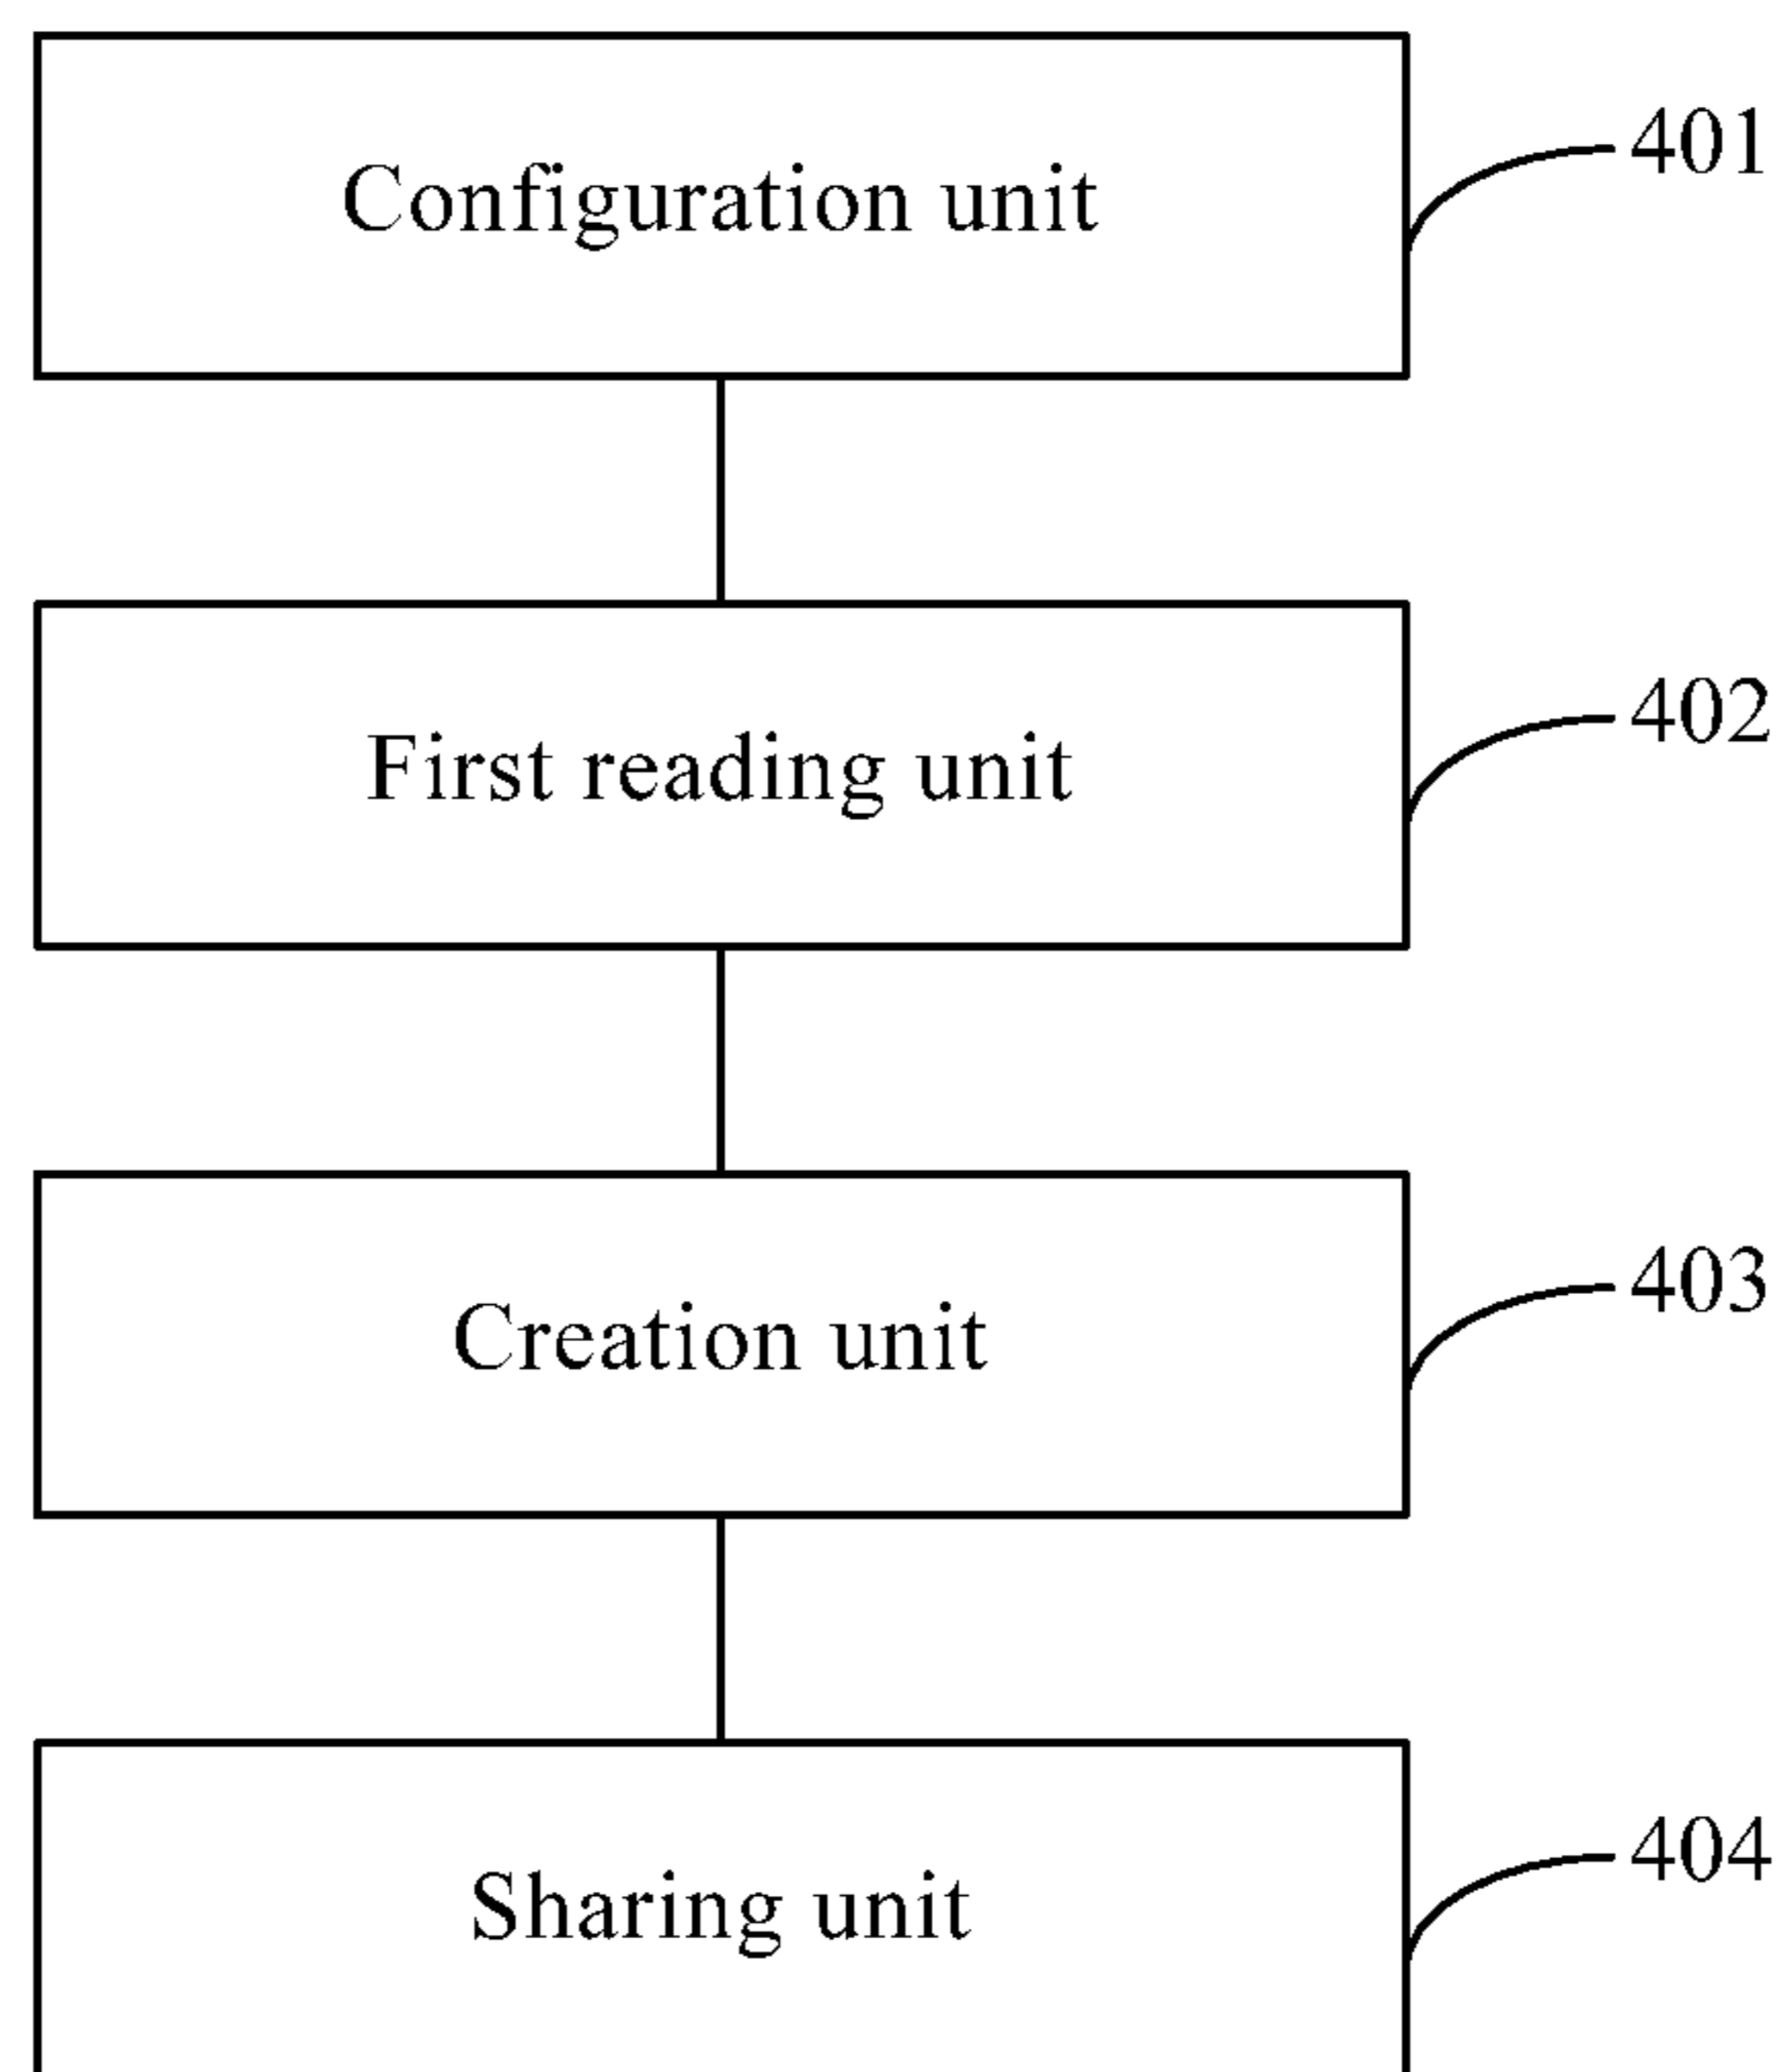 Configuration unit
401
First reading unit
402
Creation unit
403
Sharing unit
404